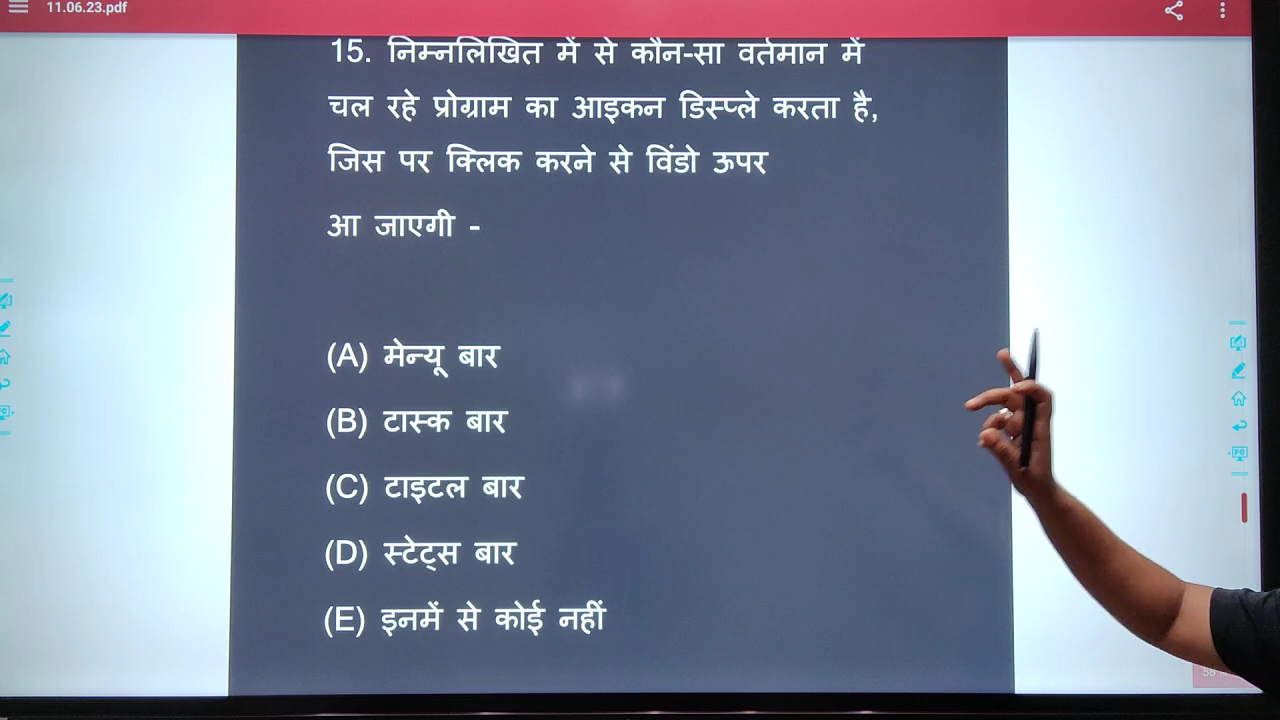 11.06.23.pdf
15. निम्नलिखित में से कौन-सा वर्तमान में
चल रहे प्रोग्राम का आइकन डिस्प्ले करता है,
जिस पर क्लिक करने से विंडो ऊपर
आ जाएगी -
(A) मेन्यू बार
(B) टास्क बार
(C) टाइटल बार
(D) स्टेट्स बार
(E) इनमें से कोई नहीं